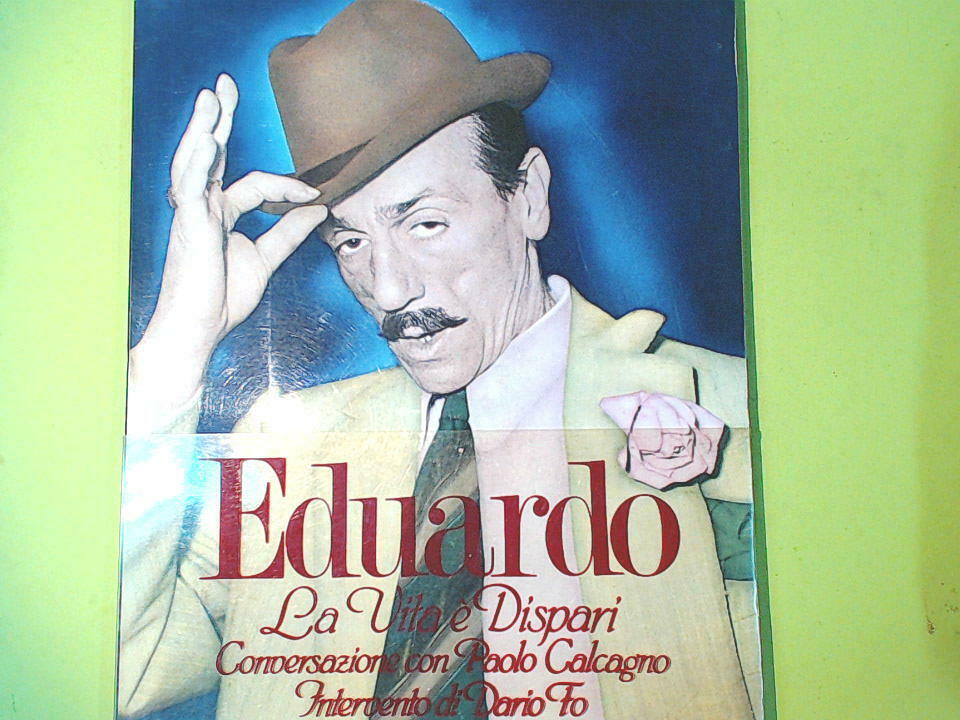 Eduardo
La Vita è Dispari
Conversazione con Paolo Calcagno
Intervento di Dario Fo